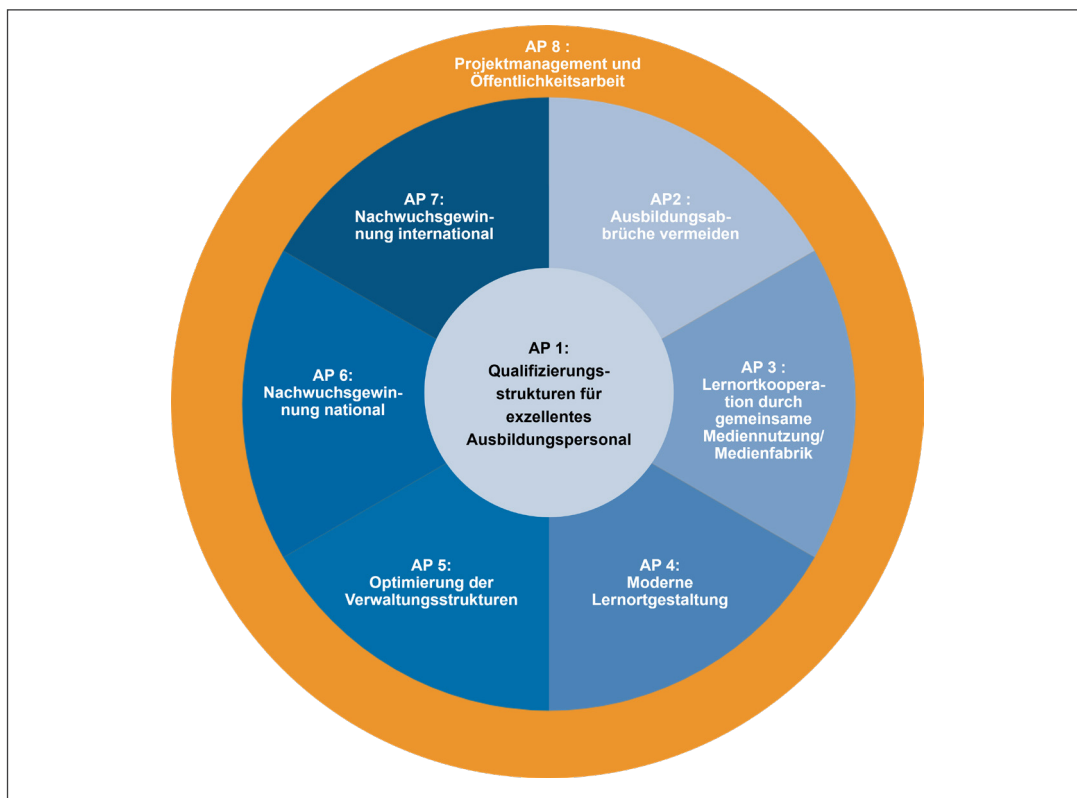 AP 8 :
Projektmanagement und
Öffentlichkeitsarbeit
AP 7:
Nachwuchsgewin-
nung international
AP2 :
Ausbildungsab-
brüche vermeiden
AP 1:
Qualifizierungs-
strukturen für
exzellentes
Ausbildungspersonal
AP 6:
Nachwuchsgewin-
nung national
AP 3 :
Lernortkoopera-
tion durch
gemeinsame
Mediennutzung/
Medienfabrik
AP 5:
Optimierung der
Verwaltungsstrukturen
AP 4:
Moderne
Lernortgestaltung